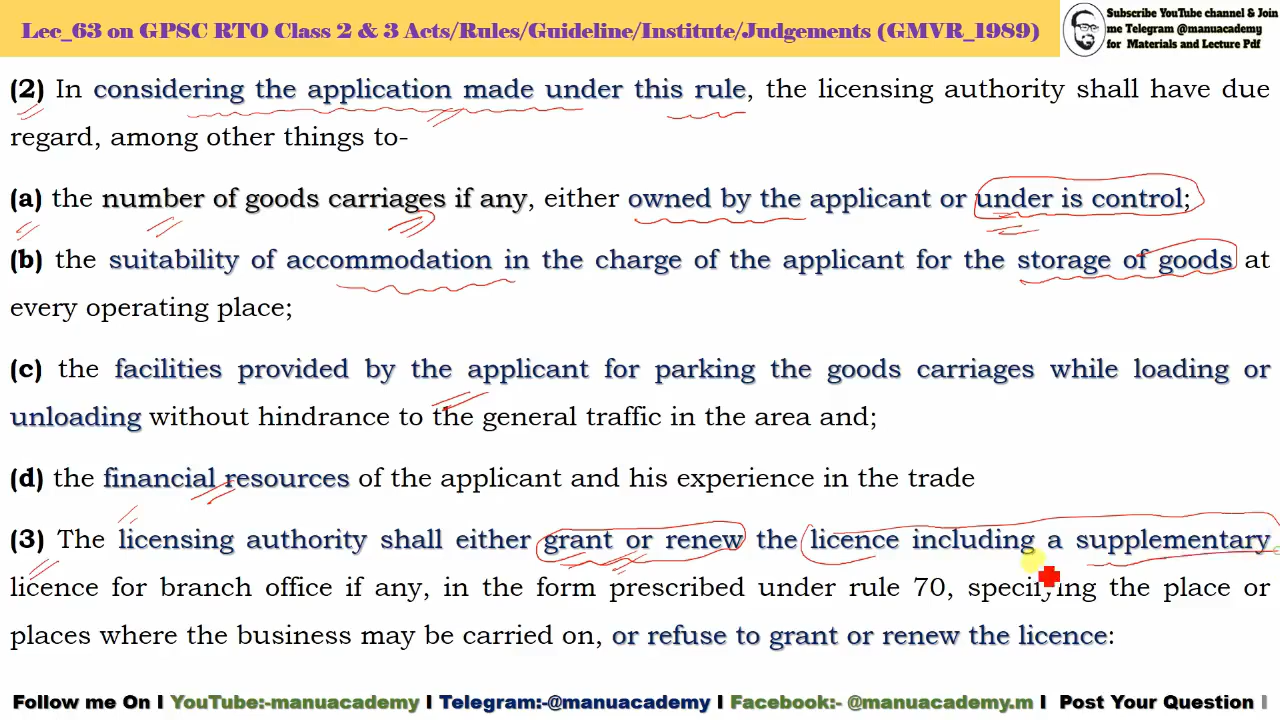 Lec_63 on GPSC RTO Class 2 & 3 Acts/Rules/Guideline/Institute/Judgements (GMVR_1989)
Subscribe YouTube channel & Join
me Telegram @manuacademy
for Materials and Lecture Pdf
(2) In considering the application made under this rule, the licensing authority shall have due
regard, among other things to-
(a) the number of goods carriages if any, either owned by the applicant or under is control;
(b) the suitability of accommodation in the charge of the applicant for the storage of goods at
every operating place;
(c) the facilities provided by the applicant for parking the goods carriages while loading or
unloading without hindrance to the general traffic in the area and;
(d) the financial resources of the applicant and his experience in the trade
(3) The licensing authority shall either grant or renew the licence including a supplementary
licence for branch office if any, in the form prescribed under rule 70, specifying the place or
places where the business may be carried on, or refuse to grant or renew the licence:
Follow me On I YouTube:-manuacademy I Telegram:-@manuacademy I Facebook:- @manuacademy.m I Post Your Question I